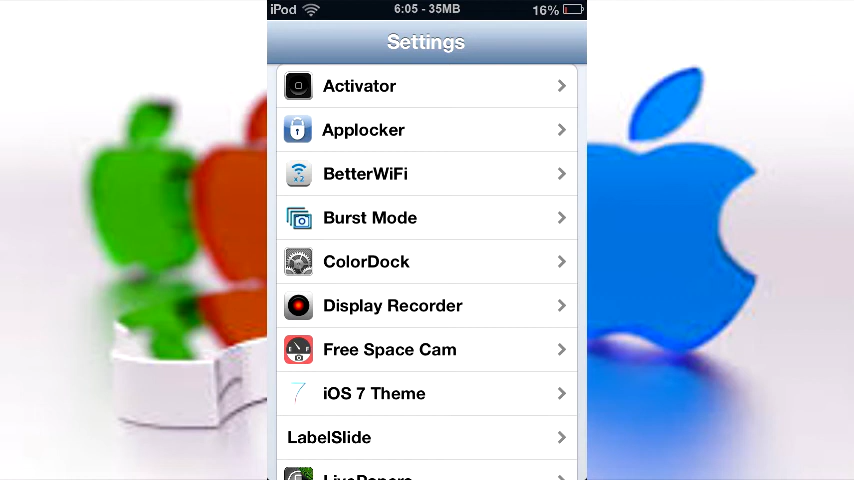 iPod 6:05 - 35MB 16%
Settings
Activator
Applocker
BetterWiFi
Burst Mode
ColorDock
Display Recorder
Free Space Cam
iOS 7 Theme
LabelSlide
LivePapers